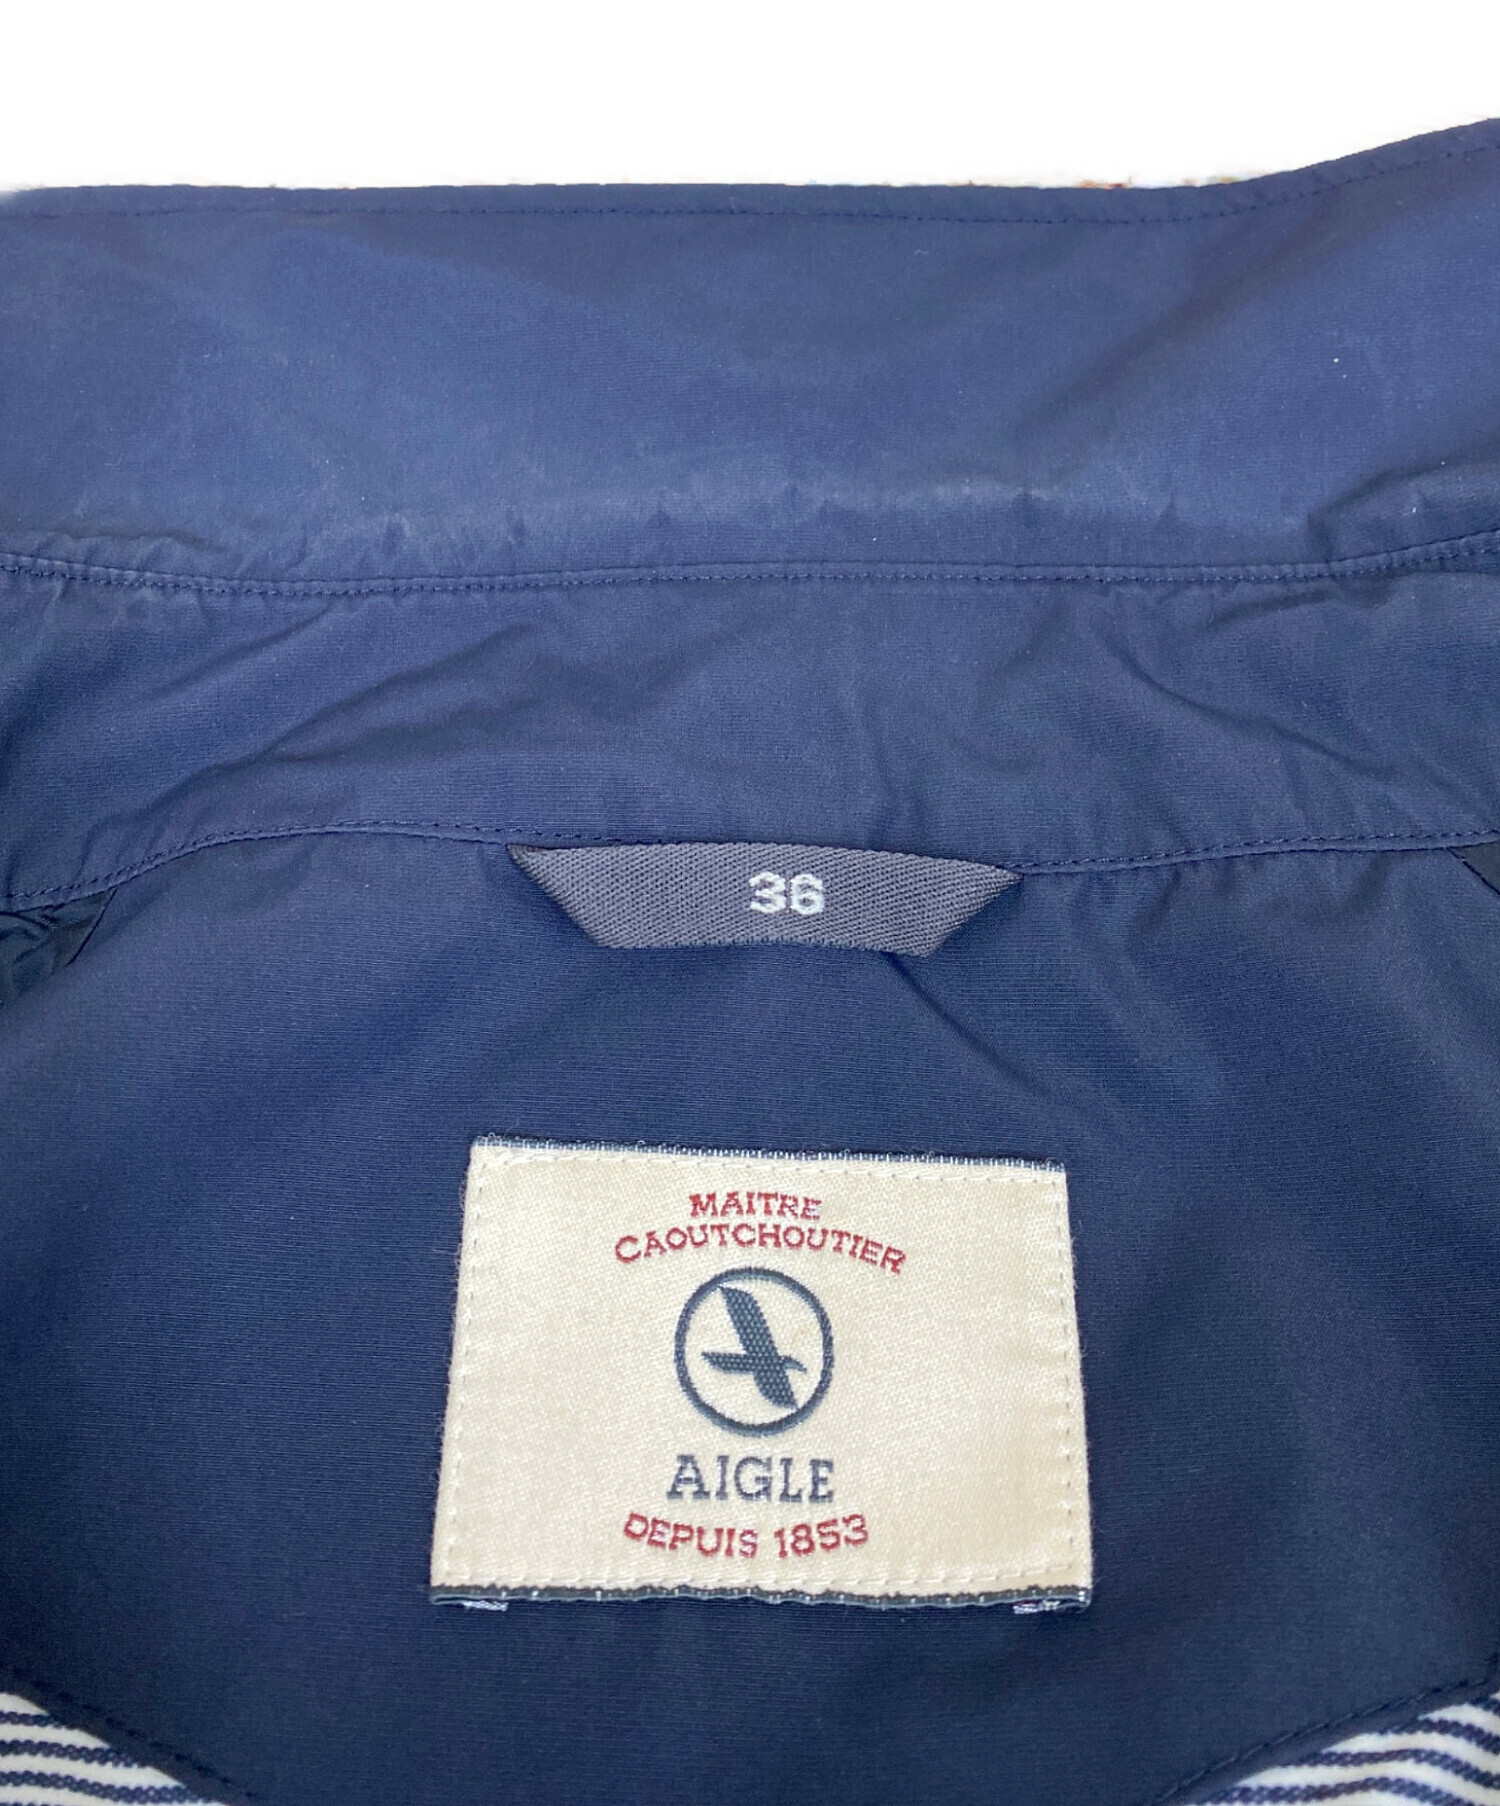 36
MAITRE
CAOUTCHOUTIER
AIGLE
DEPUIS 1853